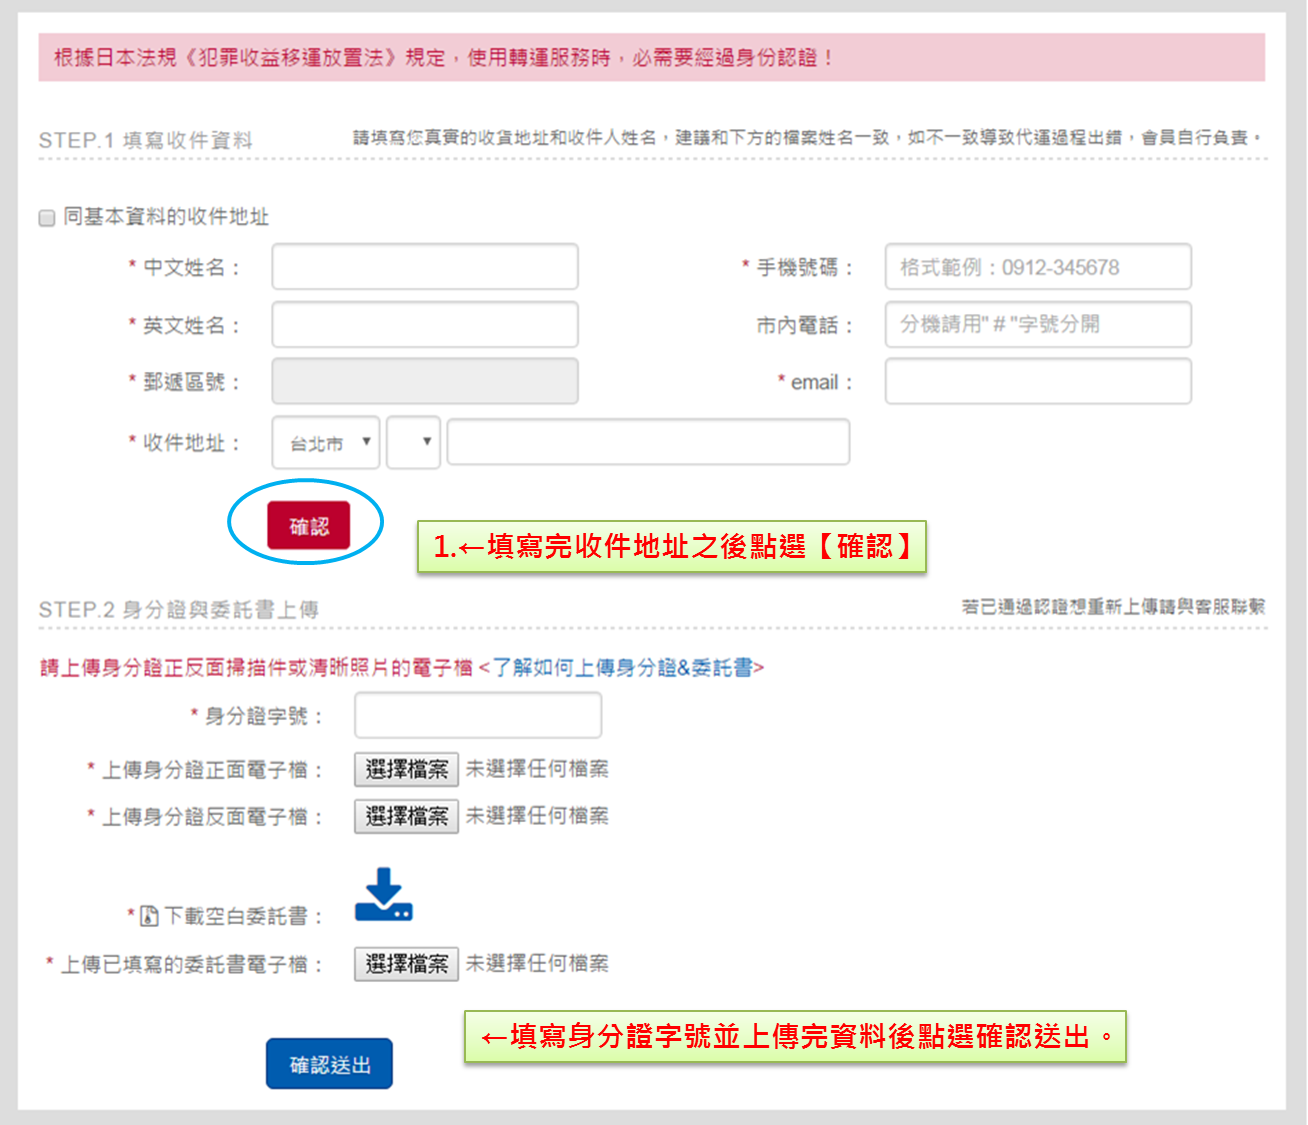 根據日本法規《犯罪收益移運放置法》規定，使用轉運服務時，必需要經過身份認證！
STEP.1 填寫收件資料 請填寫您真實的收貨地址和收件人姓名，建議和下方的檔案姓名一致，如不一致導致代運過程出錯，會員自行負責。
同基本資料的收件地址
* 中文姓名： * 手機號碼： 格式範例：0912-345678
* 英文姓名： 市內電話： 分機請用"＃"字號分開
* 郵遞區號： * email：
* 收件地址： 台北市
確認
1.←填寫完收件地址之後點選【確認】
STEP.2 身分證與委託書上傳 若已通過認證想重新上傳請與客服聯繫
請上傳身分證正反面掃描件或清晰照片的電子檔 <了解如何上傳身分證&委託書>
* 身分證字號：
* 上傳身分證正面電子檔： 選擇檔案 未選擇任何檔案
* 上傳身分證反面電子檔： 選擇檔案 未選擇任何檔案
* 下載空白委託書：
* 上傳已填寫的委託書電子檔： 選擇檔案 未選擇任何檔案
←填寫身分證字號並上傳完資料後點選確認送出。
確認送出